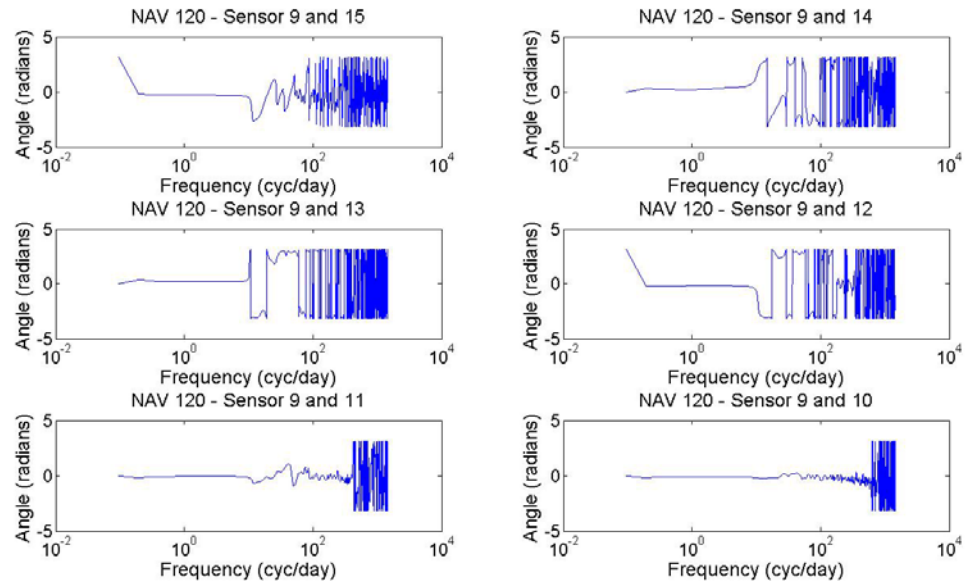 NAV 120 - Sensor 9 and 15
Angle (radians)
5
0
-5
10^-2
10^0
10^2
10^4
Frequency (cyc/day)
NAV 120 - Sensor 9 and 14
Angle (radians)
5
0
-5
10^-2
10^0
10^2
10^4
Frequency (cyc/day)
NAV 120 - Sensor 9 and 13
Angle (radians)
5
0
-5
10^-2
10^0
10^2
10^4
Frequency (cyc/day)
NAV 120 - Sensor 9 and 12
Angle (radians)
5
0
-5
10^-2
10^0
10^2
10^4
Frequency (cyc/day)
NAV 120 - Sensor 9 and 11
Angle (radians)
5
0
-5
10^-2
10^0
10^2
10^4
Frequency (cyc/day)
NAV 120 - Sensor 9 and 10
Angle (radians)
5
0
-5
10^-2
10^0
10^2
10^4
Frequency (cyc/day)